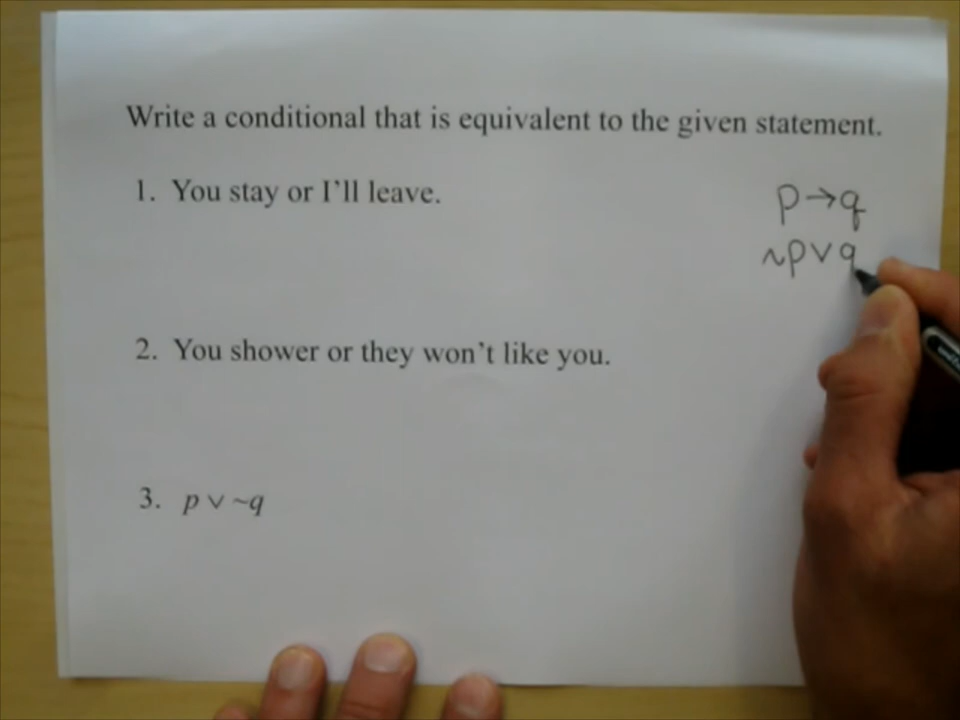 Write a conditional that is equivalent to the given statement.
1. You stay or I'll leave.
p→q
~p∨q
2. You shower or they won't like you.
3. p ∨ ~q